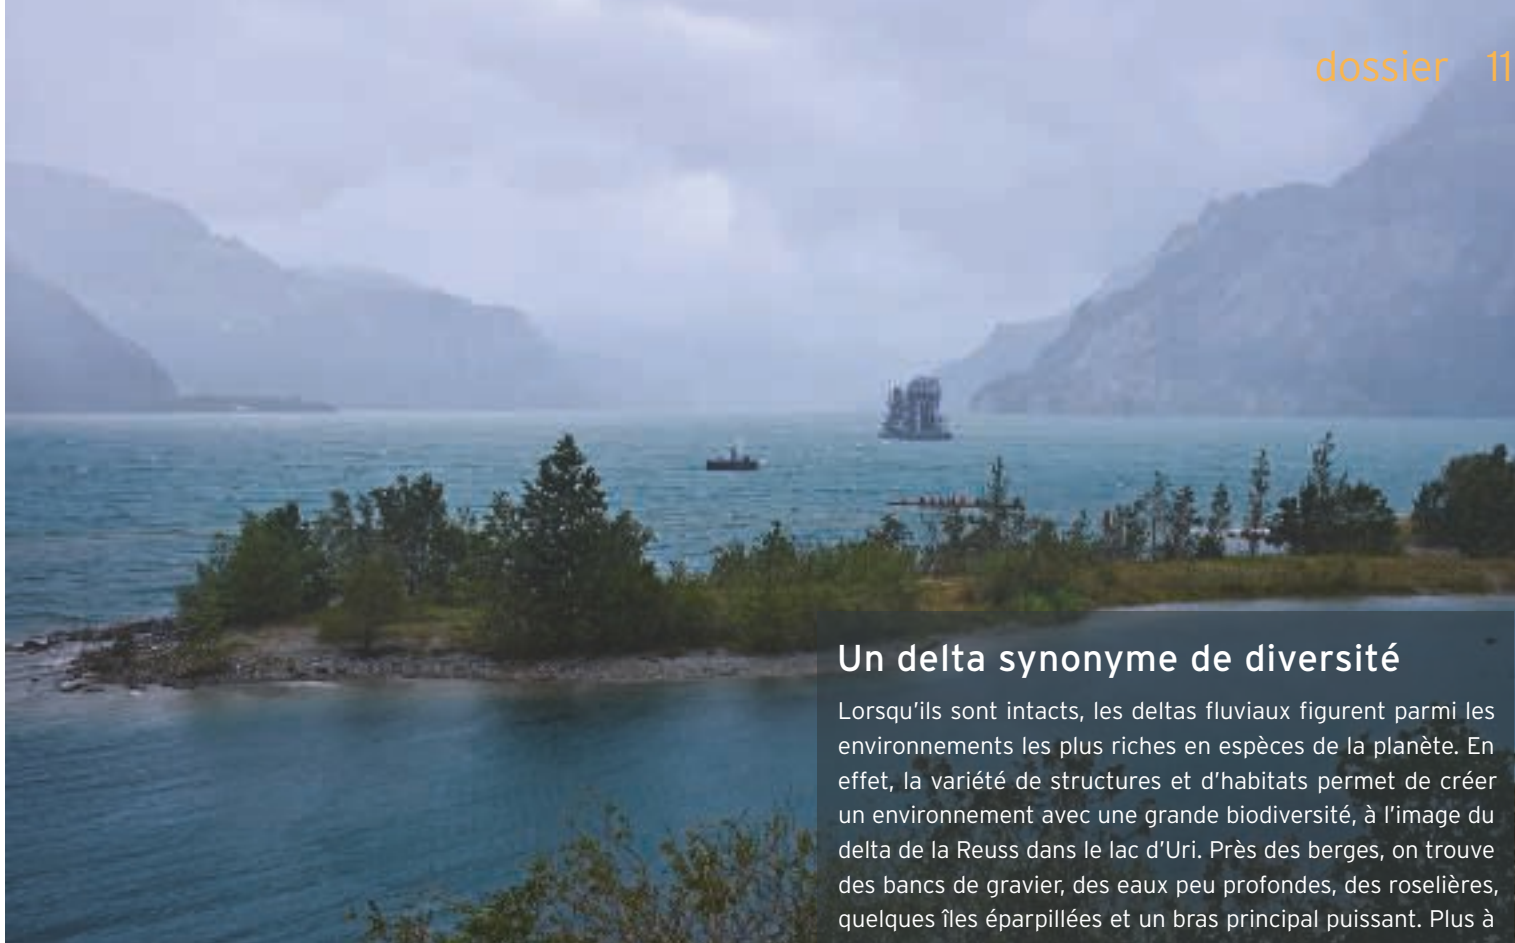 dossier 11
Un delta synonyme de diversité
Lorsqu'ils sont intacts, les deltas fluviaux figurent parmi les
environnements les plus riches en espèces de la planète. En
effet, la variété de structures et d'habitats permet de créer
un environnement avec une grande biodiversité, à l'image du
delta de la Reuss dans le lac d'Uri. Près des berges, on trouve
des bancs de gravier, des eaux peu profondes, des roselières,
quelques îles éparpillées et un bras principal puissant. Plus à